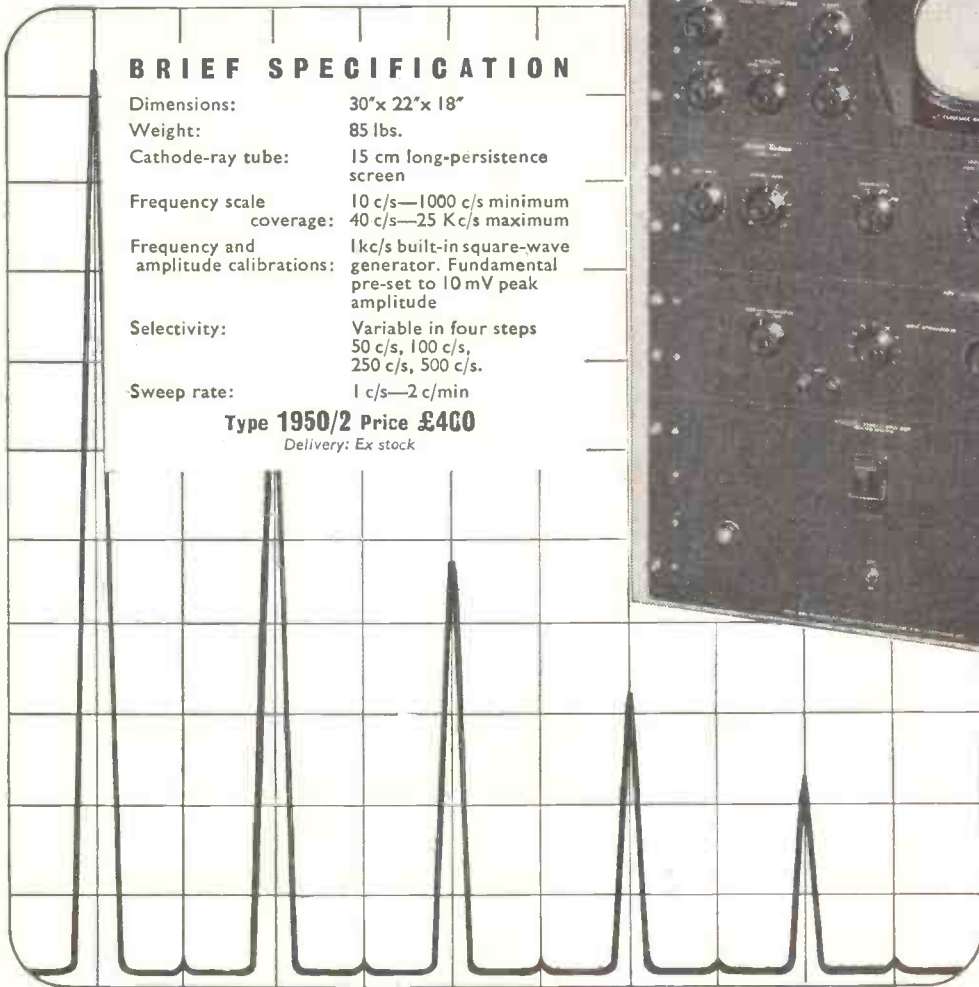 BRIEF SPECIFICATION
Dimensions: 30"x 22"x 18"
Weight: 85 lbs.
Cathode-ray tube: 15 cm long-persistence
screen
Frequency scale 10 c/s—1000 c/s minimum
coverage: 40 c/s—25 Kc/s maximum
Frequency and 1kc/s built-in square-wave
amplitude calibrations: generator. Fundamental
pre-set to 10 mV peak
amplitude
Selectivity: Variable in four steps
50 c/s, 100 c/s,
250 c/s, 500 c/s.
Sweep rate: 1 c/s—2 c/min
Type 1950/2 Price £400
Delivery: Ex stock